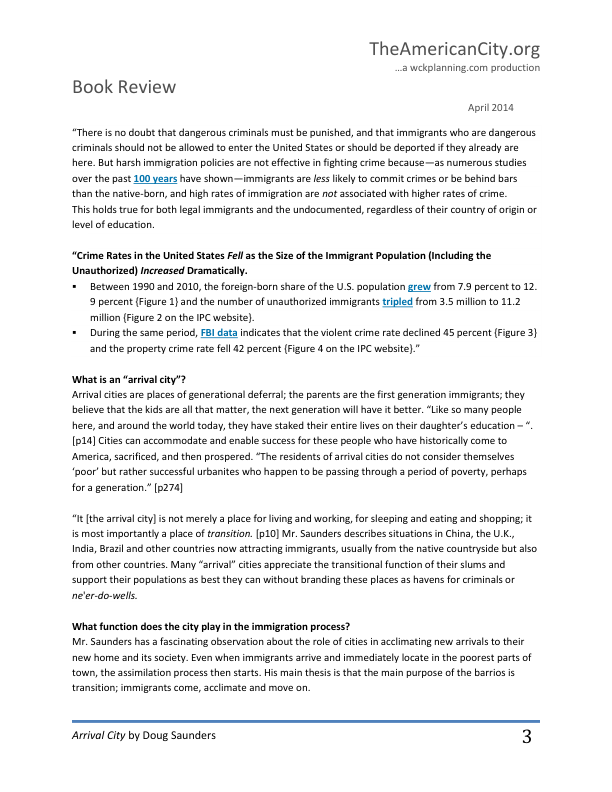 TheAmericanCity.org
…a wckplanning.com production
Book Review
April 2014
“There is no doubt that dangerous criminals must be punished, and that immigrants who are dangerous
criminals should not be allowed to enter the United States or should be deported if they already are
here. But harsh immigration policies are not effective in fighting crime because—as numerous studies
over the past 100 years have shown—immigrants are less likely to commit crimes or be behind bars
than the native-born, and high rates of immigration are not associated with higher rates of crime.
This holds true for both legal immigrants and the undocumented, regardless of their country of origin or
level of education.
“Crime Rates in the United States Fell as the Size of the Immigrant Population (Including the
Unauthorized) Increased Dramatically.
▪ Between 1990 and 2010, the foreign-born share of the U.S. population grew from 7.9 percent to 12.
9 percent {Figure 1} and the number of unauthorized immigrants tripled from 3.5 million to 11.2
million {Figure 2 on the IPC website}.
▪ During the same period, FBI data indicates that the violent crime rate declined 45 percent {Figure 3}
and the property crime rate fell 42 percent {Figure 4 on the IPC website}.”
What is an “arrival city”?
Arrival cities are places of generational deferral; the parents are the first generation immigrants; they
believe that the kids are all that matter, the next generation will have it better. “Like so many people
here, and around the world today, they have staked their entire lives on their daughter’s education – “.
[p14] Cities can accommodate and enable success for these people who have historically come to
America, sacrificed, and then prospered. “The residents of arrival cities do not consider themselves
‘poor’ but rather successful urbanites who happen to be passing through a period of poverty, perhaps
for a generation.” [p274]
“It [the arrival city] is not merely a place for living and working, for sleeping and eating and shopping; it
is most importantly a place of transition. [p10] Mr. Saunders describes situations in China, the U.K.,
India, Brazil and other countries now attracting immigrants, usually from the native countryside but also
from other countries. Many “arrival” cities appreciate the transitional function of their slums and
support their populations as best they can without branding these places as havens for criminals or
ne'er-do-wells.
What function does the city play in the immigration process?
Mr. Saunders has a fascinating observation about the role of cities in acclimating new arrivals to their
new home and its society. Even when immigrants arrive and immediately locate in the poorest parts of
town, the assimilation process then starts. His main thesis is that the main purpose of the barrios is
transition; immigrants come, acclimate and move on.
Arrival City by Doug Saunders 3